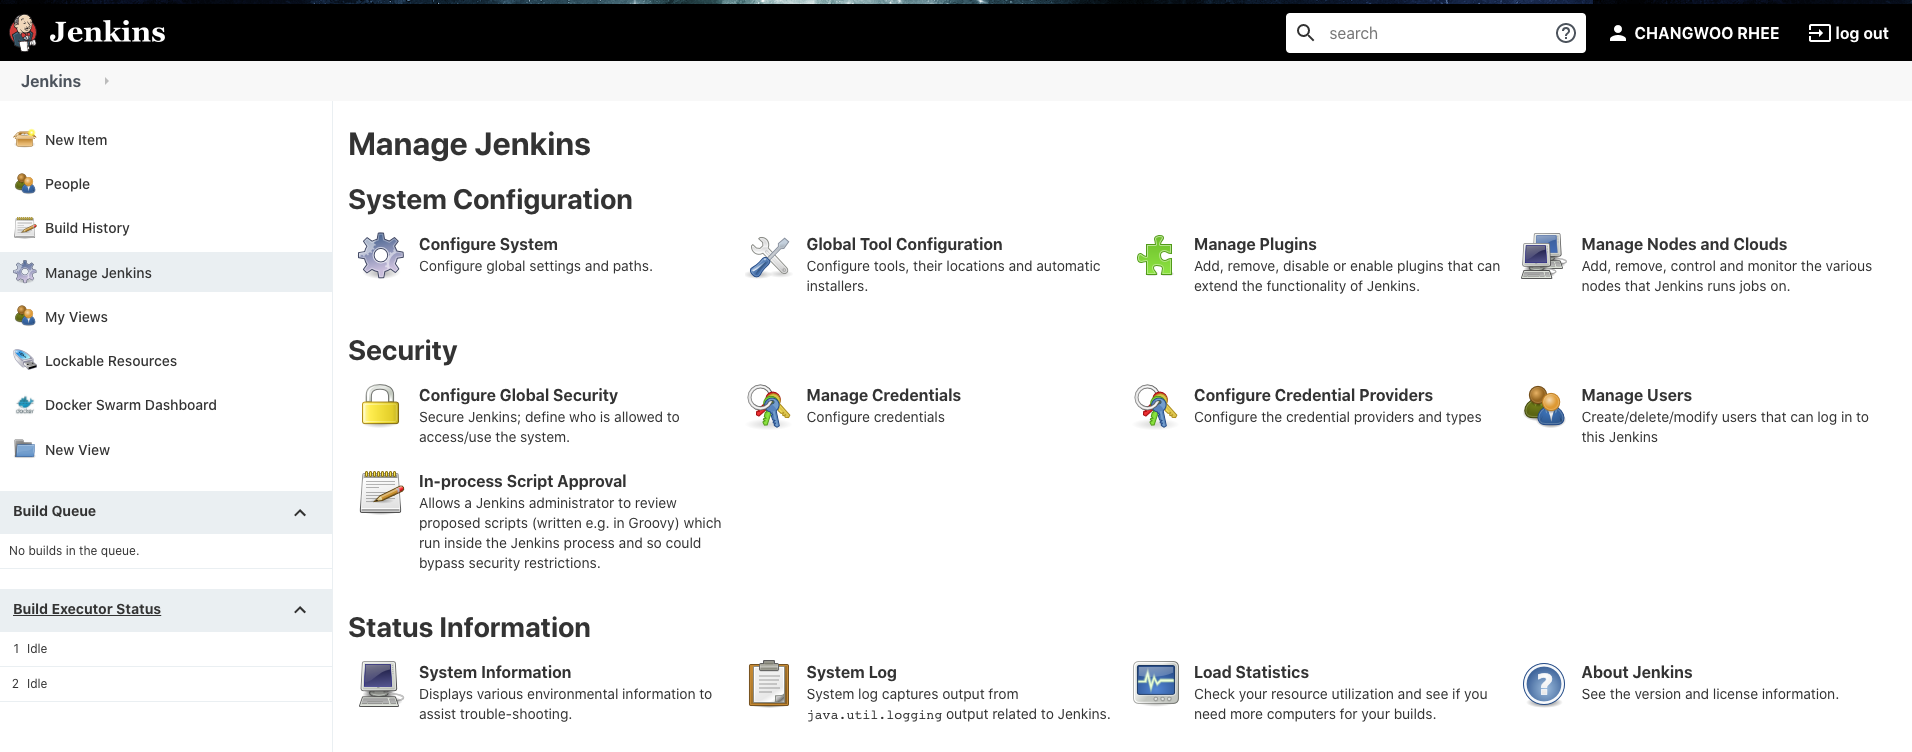 Jenkins
search
CHANGWOO RHEE
log out
Jenkins
New Item
People
Build History
Manage Jenkins
My Views
Lockable Resources
docker
Docker Swarm Dashboard
New View
Build Queue
No builds in the queue.
Build Executor Status
1 Idle
2 Idle
Manage Jenkins
System Configuration
Configure System
Configure global settings and paths.
Global Tool Configuration
Configure tools, their locations and automatic
installers.
Manage Plugins
Add, remove, disable or enable plugins that can
extend the functionality of Jenkins.
Manage Nodes and Clouds
Add, remove, control and monitor the various
nodes that Jenkins runs jobs on.
Security
Configure Global Security
Secure Jenkins; define who is allowed to
access/use the system.
Manage Credentials
Configure credentials
Configure Credential Providers
Configure the credential providers and types
Manage Users
Create/delete/modify users that can log in to
this Jenkins
In-process Script Approval
Allows a Jenkins administrator to review
proposed scripts (written e.g. in Groovy) which
run inside the Jenkins process and so could
bypass security restrictions.
Status Information
System Information
Displays various environmental information to
assist trouble-shooting.
System Log
System log captures output from
java.util.logging output related to Jenkins.
Load Statistics
Check your resource utilization and see if you
need more computers for your builds.
About Jenkins
See the version and license information.